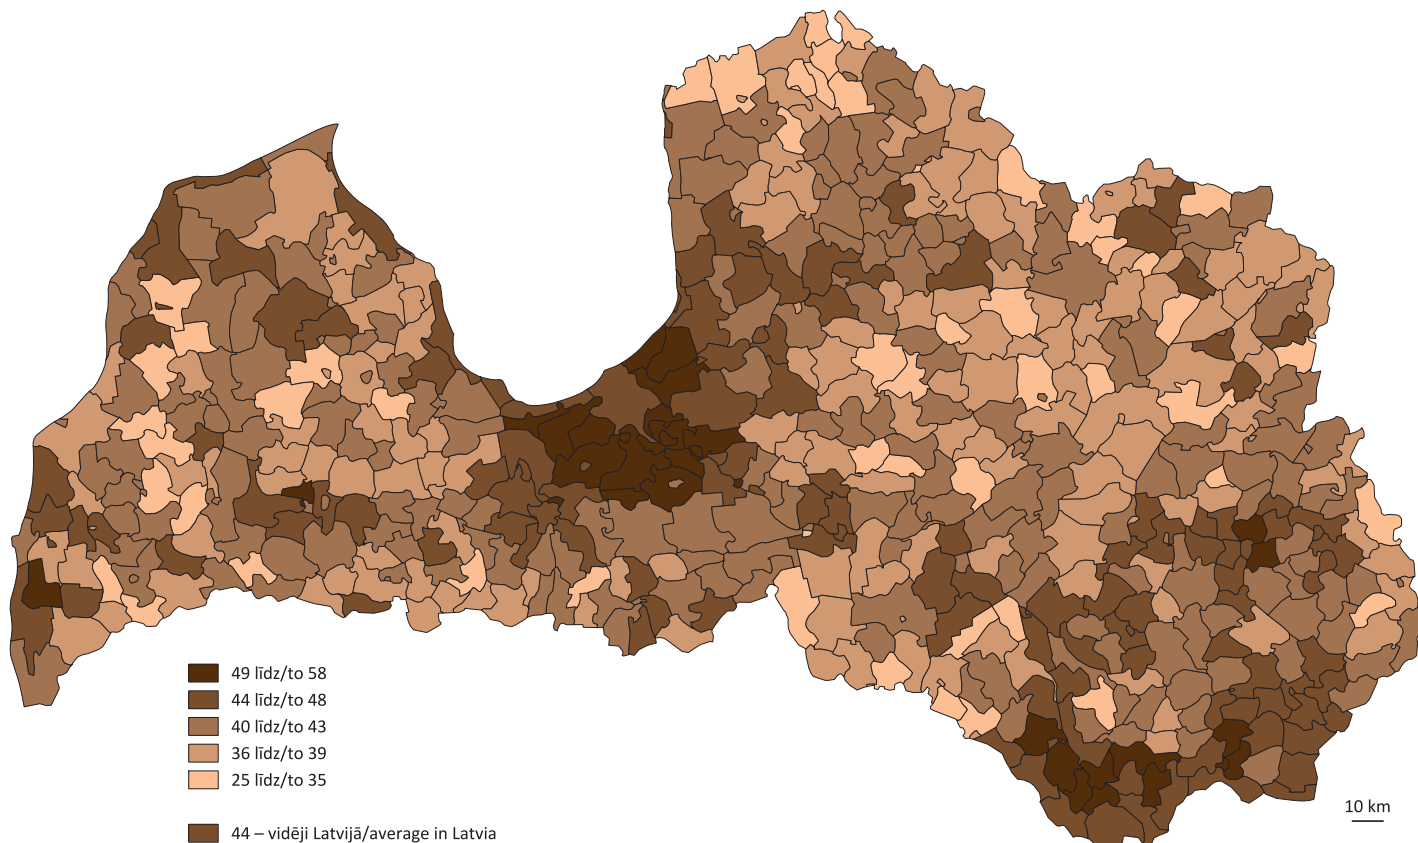 49 līdz/to 58
44 līdz/to 48
40 līdz/to 43
36 līdz/to 39
25 līdz/to 35
44 – vidēji Latvijā/average in Latvia
10 km